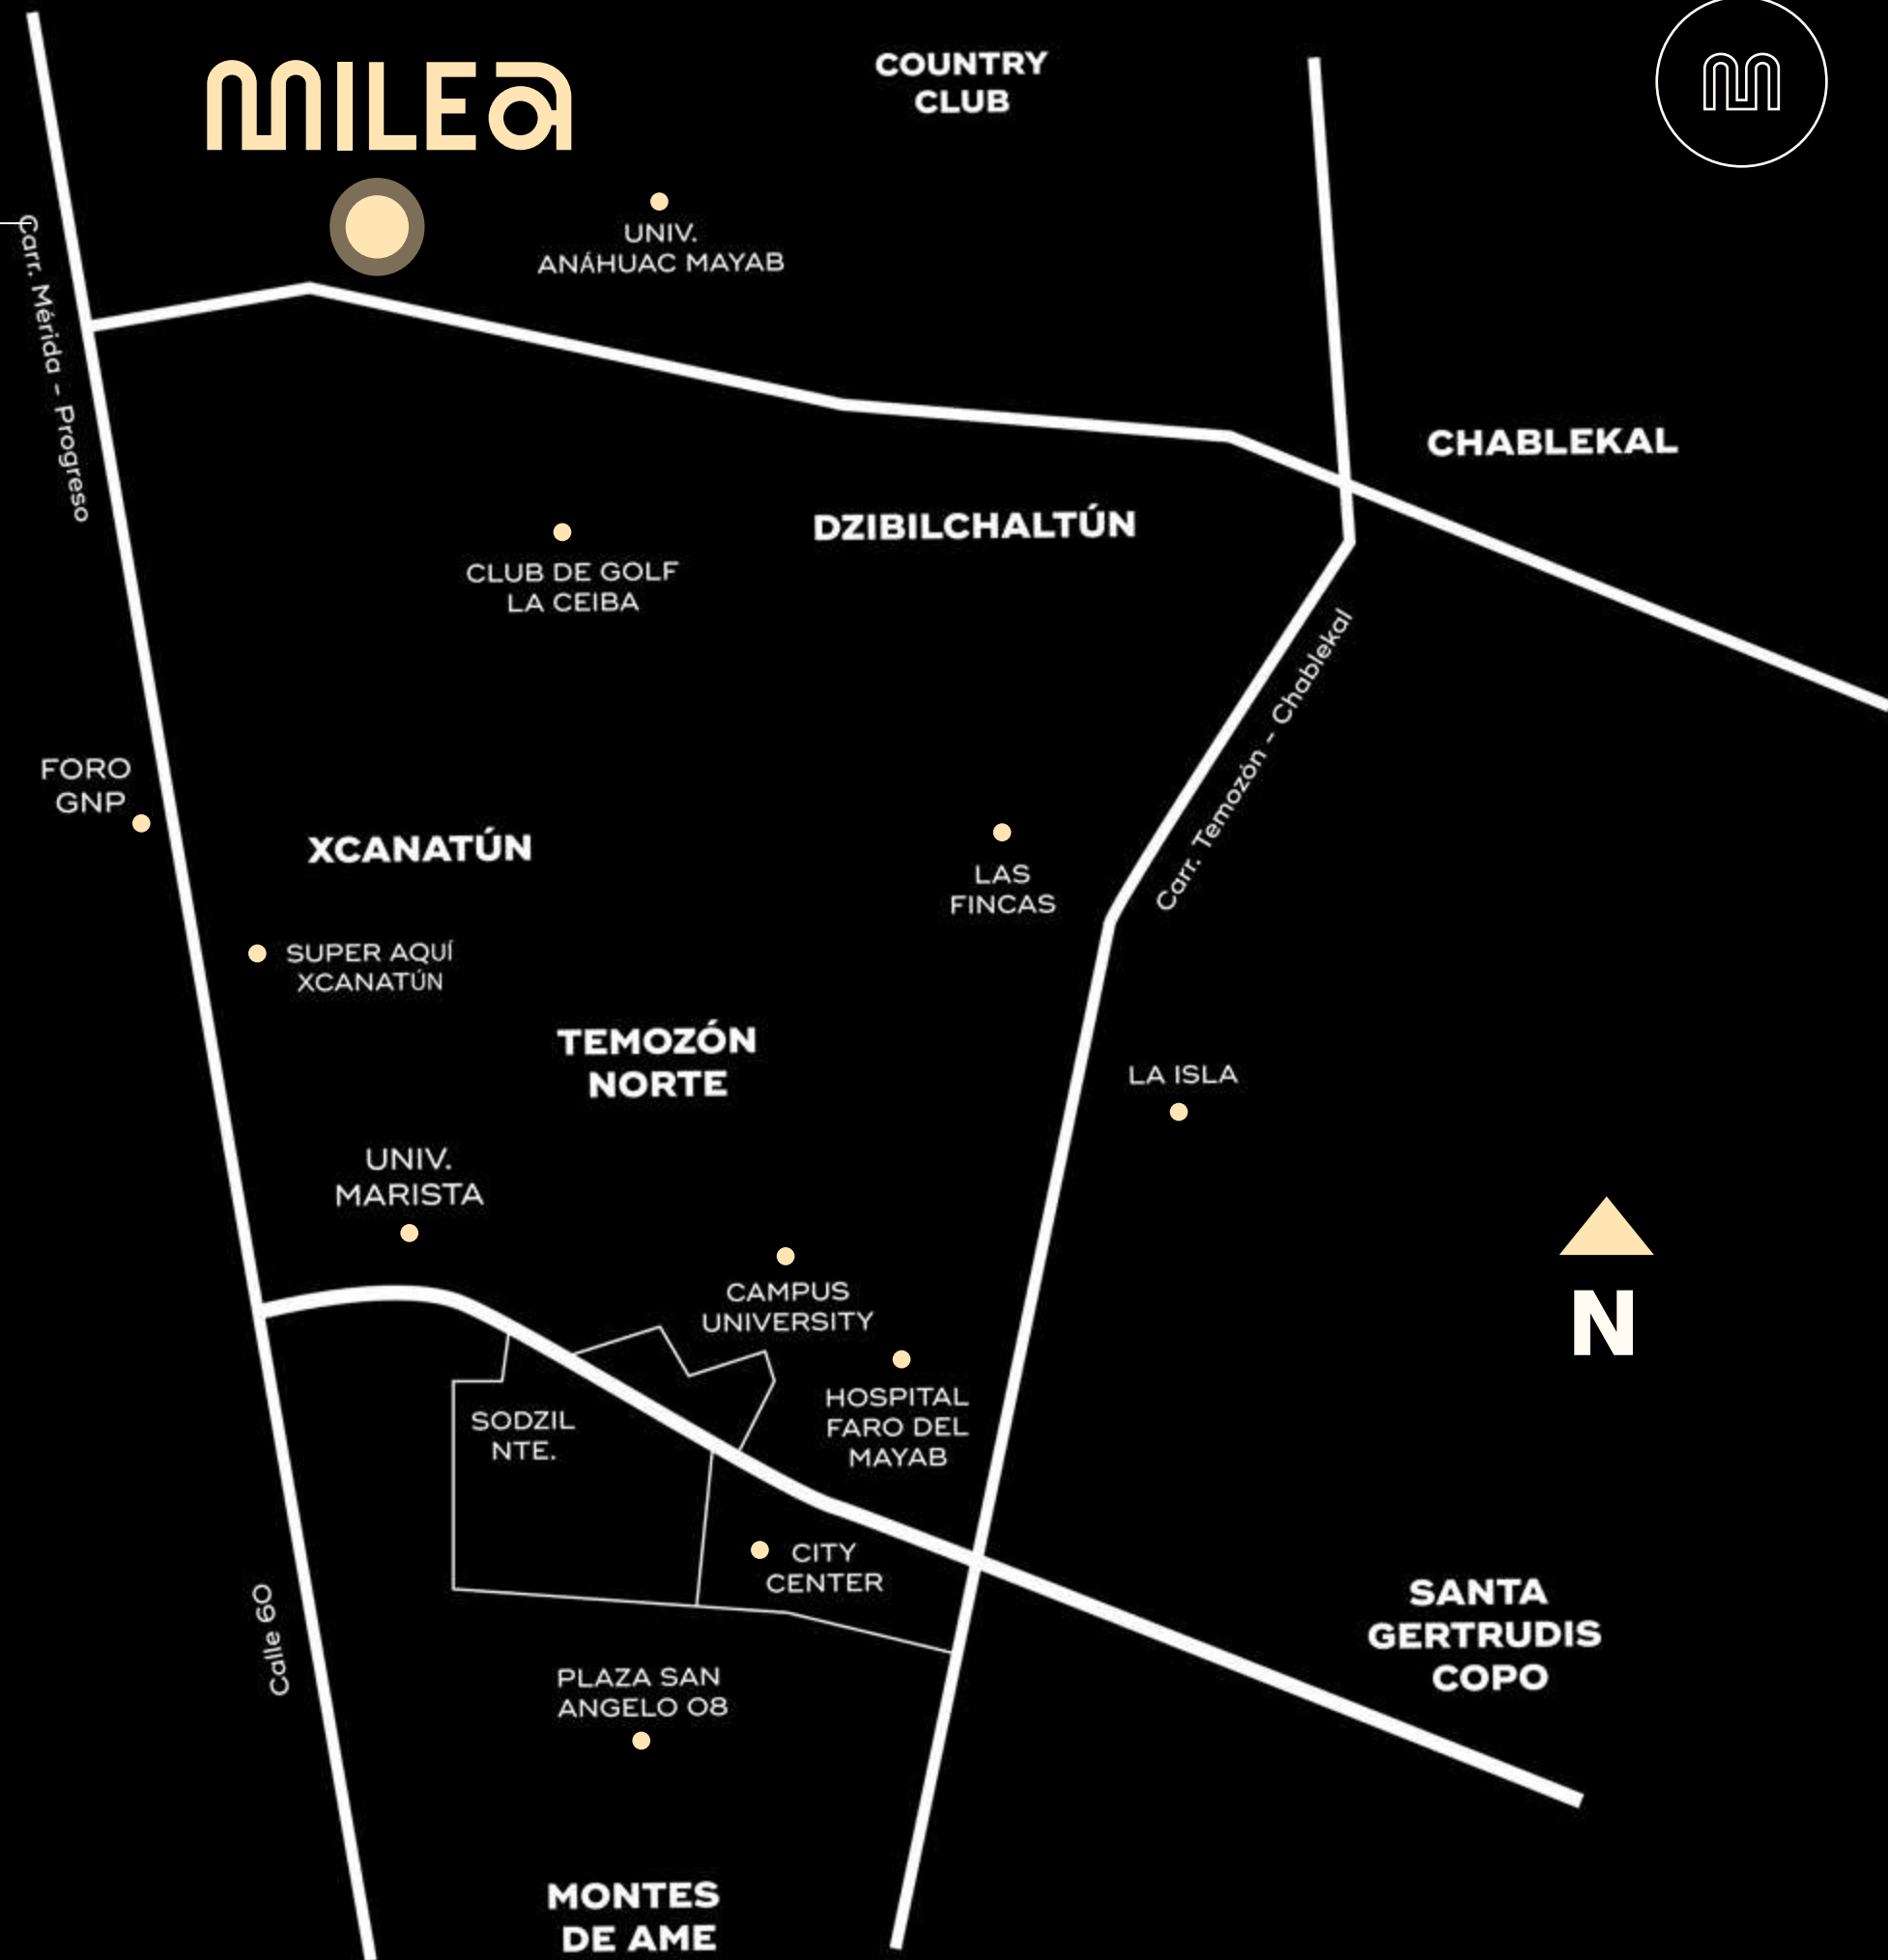 MILEA
COUNTRY
CLUB
m
UNIV.
ANÁHUAC MAYAB
Carr. Mérida - Progreso
CHABLEKAL
DZIBILCHALTÚN
CLUB DE GOLF
LA CEIBA
Carr. Temozón - Chablekal
FORO
GNP
XCANATÚN
LAS
FINCAS
SUPER AQUÍ
XCANATÚN
TEMOZÓN
NORTE
LA ISLA
UNIV.
MARISTA
CAMPUS
UNIVERSITY
N
HOSPITAL
FARO DEL
MAYAB
SODZIL
NTE.
CITY
CENTER
Calle 60
SANTA
GERTRUDIS
COPO
PLAZA SAN
ANGELO 08
MONTES
DE AME